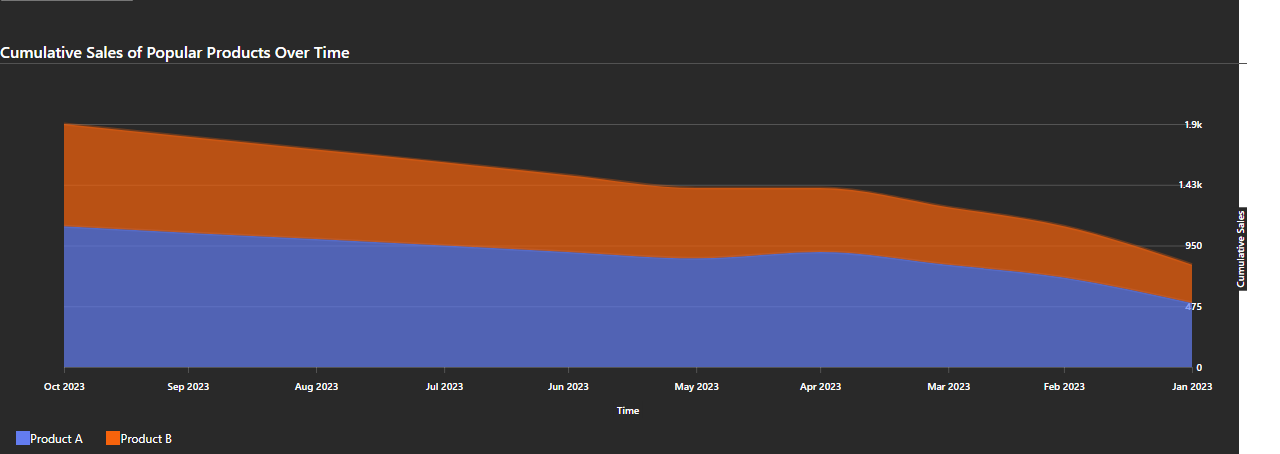 Cumulative Sales of Popular Products Over Time
1.9k
1.43k
950
475
0
Cumulative Sales
Oct 2023 Sep 2023 Aug 2023 Jul 2023 Jun 2023 May 2023 Apr 2023 Mar 2023 Feb 2023 Jan 2023
Time
Product A Product B